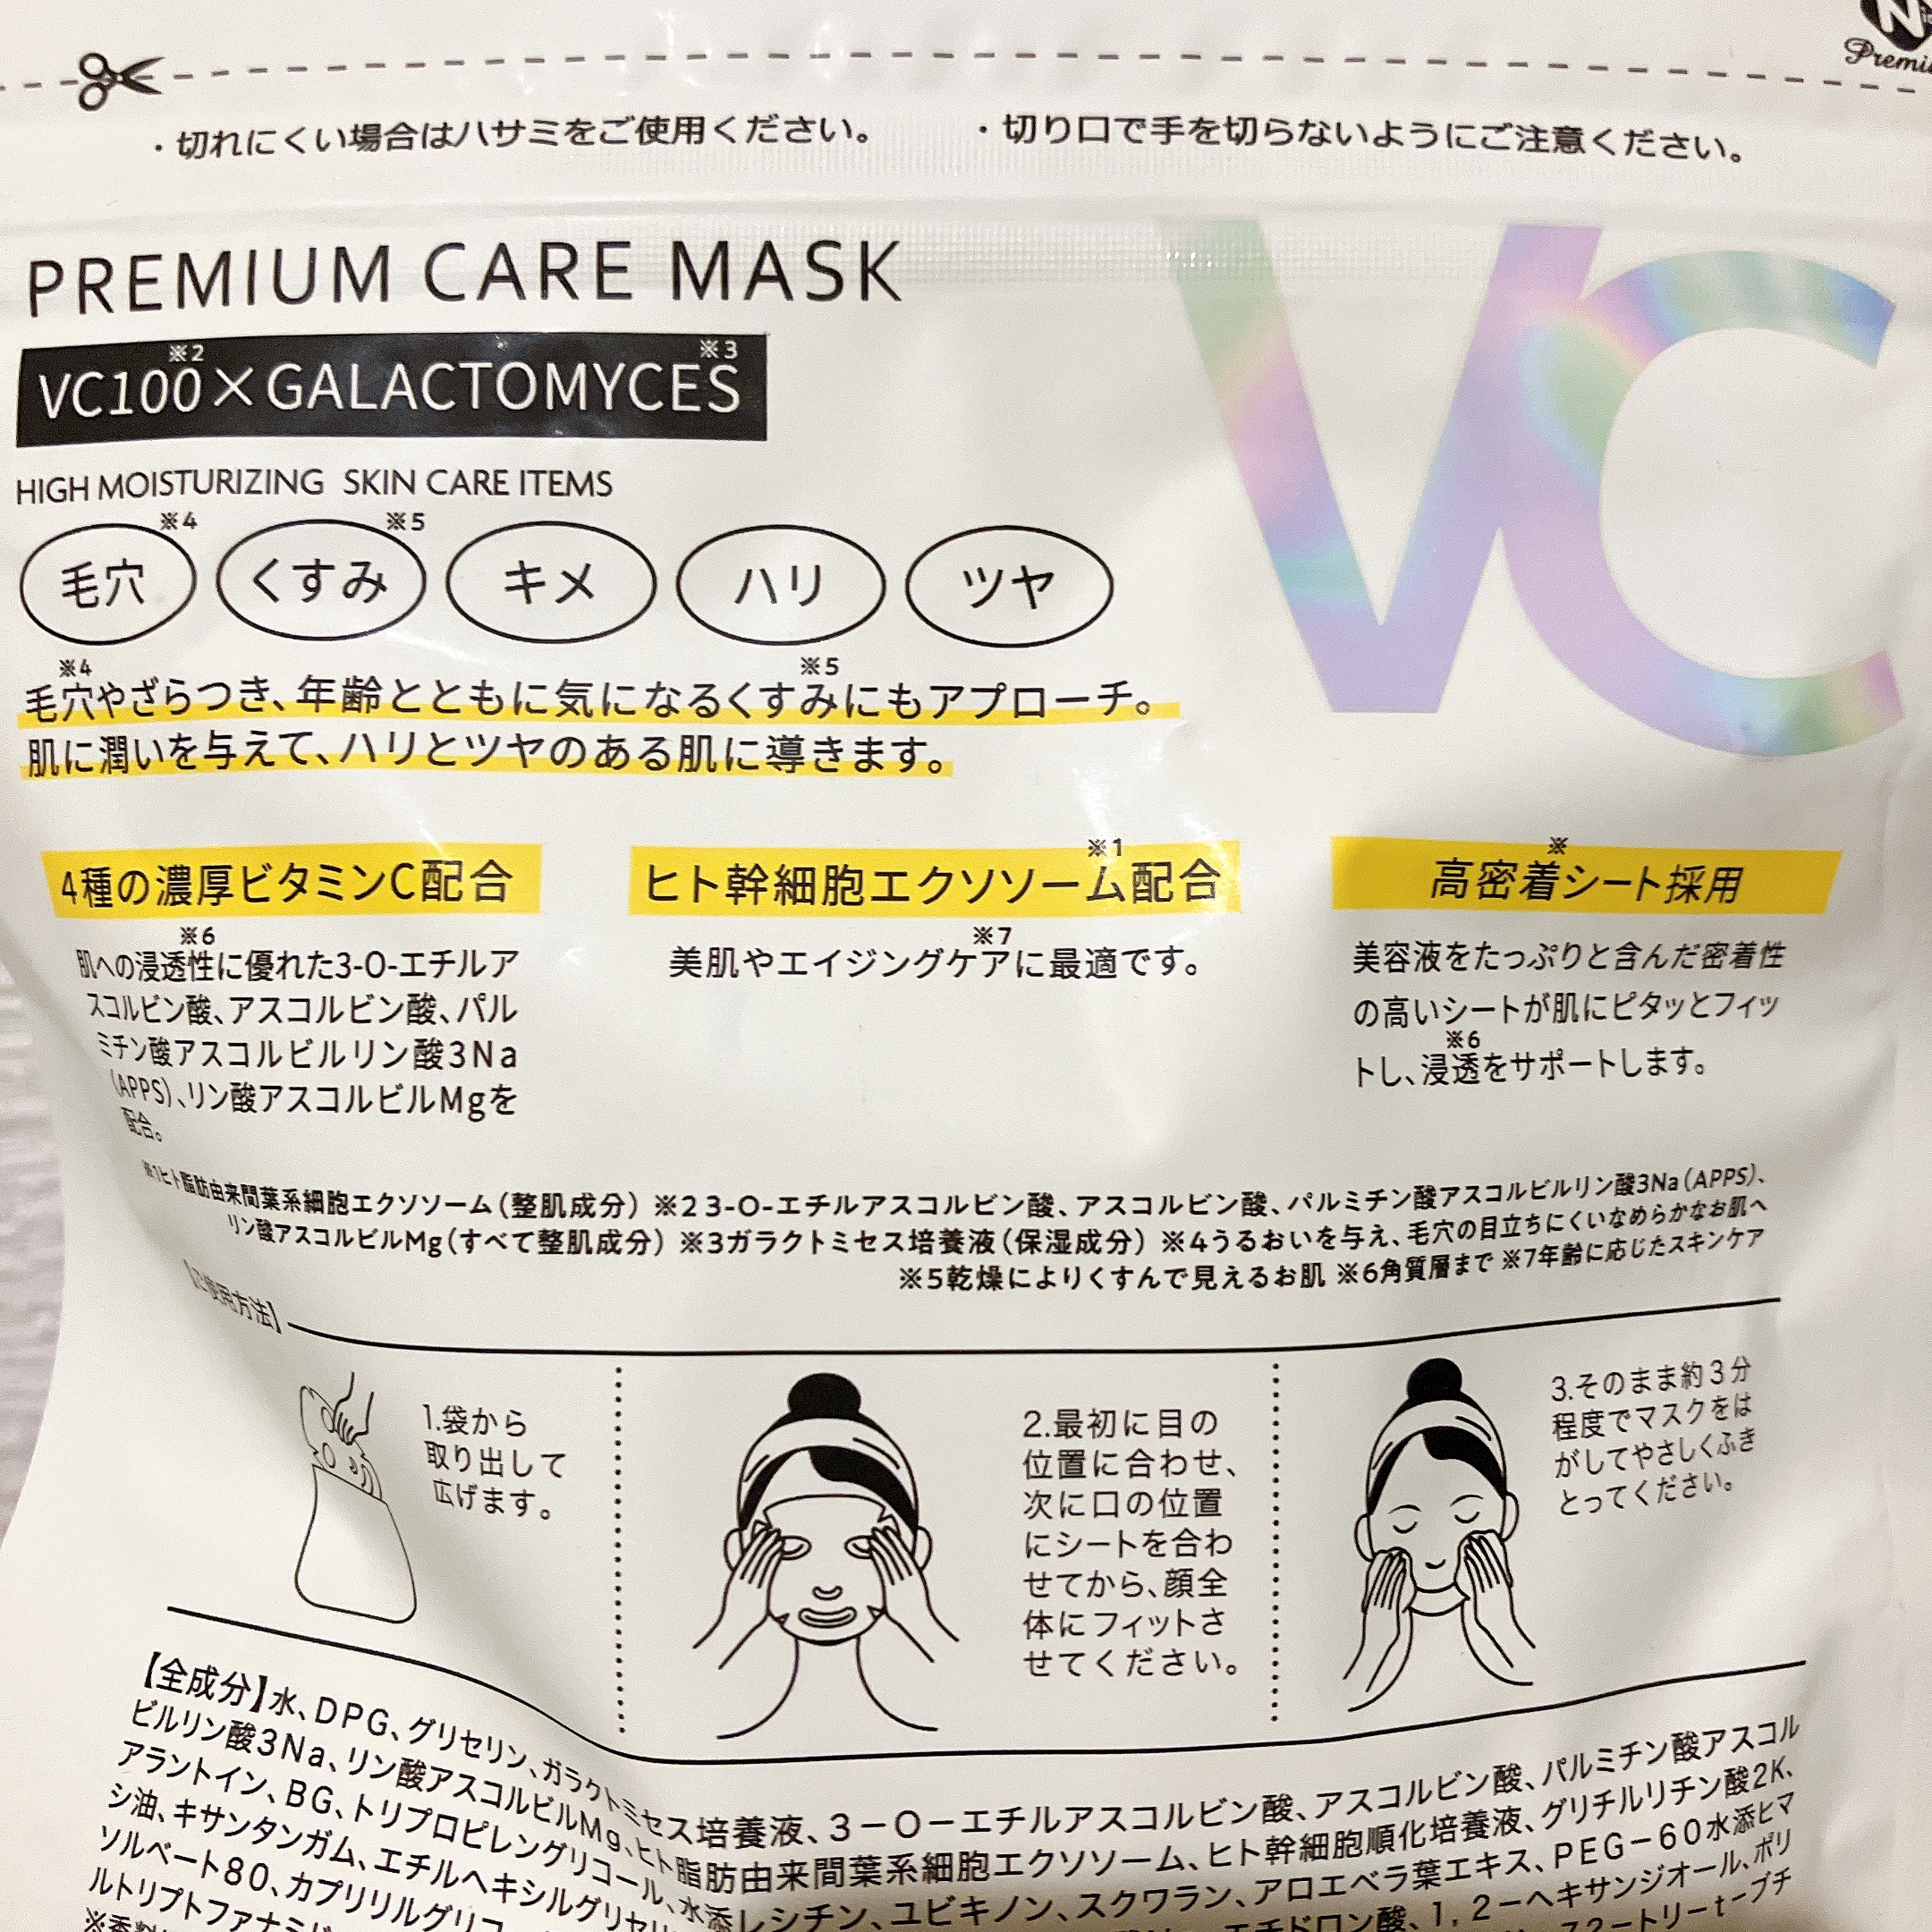 N
Premiu
・切れにくい場合はハサミをご使用ください。 ・切り口で手を切らないようにご注意ください。
PREMIUM CARE MASK
VC
VC100※2×GALACTOMYCES※3
HIGH MOISTURIZING SKIN CARE ITEMS
毛穴※4 くすみ※5 キメ ハリ ツヤ
毛穴※4やざらつき、年齢とともに気になるくすみ※5にもアプローチ。
肌に潤いを与えて、ハリとツヤのある肌に導きます。
4種の濃厚ビタミンC配合
肌への浸透性※6に優れた3-O-エチルア
スコルビン酸、アスコルビン酸、パル
ミチン酸アスコルビルリン酸3Na
(APPS)、リン酸アスコルビルMgを
配合。
ヒト幹細胞エクソソーム※1配合
美肌やエイジングケア※7に最適です。
高密着※シート採用
美容液をたっぷりと含んだ密着性
の高いシートが肌にピタッとフィッ
トし、浸透※6をサポートします。
※1ヒト脂肪由来間葉系細胞エクソソーム(整肌成分) ※2 3-O-エチルアスコルビン酸、アスコルビン酸、パルミチン酸アスコルビルリン酸3Na(APPS)、
リン酸アスコルビルMg(すべて整肌成分) ※3ガラクトミセス培養液(保湿成分) ※4うるおいを与え、毛穴の目立ちにくいなめらかなお肌へ
※5乾燥によりくすんで見えるお肌 ※6角質層まで ※7年齢に応じたスキンケア
【ご使用方法】
1.袋から
取り出して
広げます。
2.最初に目の
位置に合わせ、
次に口の位置
にシートを合わ
せてから、顔全
体にフィットさ
せてください。
3.そのまま約3分
程度でマスクをは
がしてやさしくふき
とってください。
【全成分】水、DPG、グリセリン、ガラクトミセス培養液、3-O-エチルアスコルビン酸、アスコルビン酸、パルミチン酸アスコル
ビルリン酸3Na、リン酸アスコルビルMg、ヒト脂肪由来間葉系細胞エクソソーム、ヒト幹細胞順化培養液、グリチルリチン酸2K、
アラントイン、BG、トリプロピレングリコール、水添レシチン、ユビキノン、スクワラン、アロエベラ葉エキス、PEG-60水添ヒマ
シ油、キサンタンガム、エチルヘキシルグリセリ エチドロン酸、1,2-ヘキサンジオール、ポリ
ソルベート80、カプリリルグリコ ートリーt-ブチ
ルトリプトファナミド